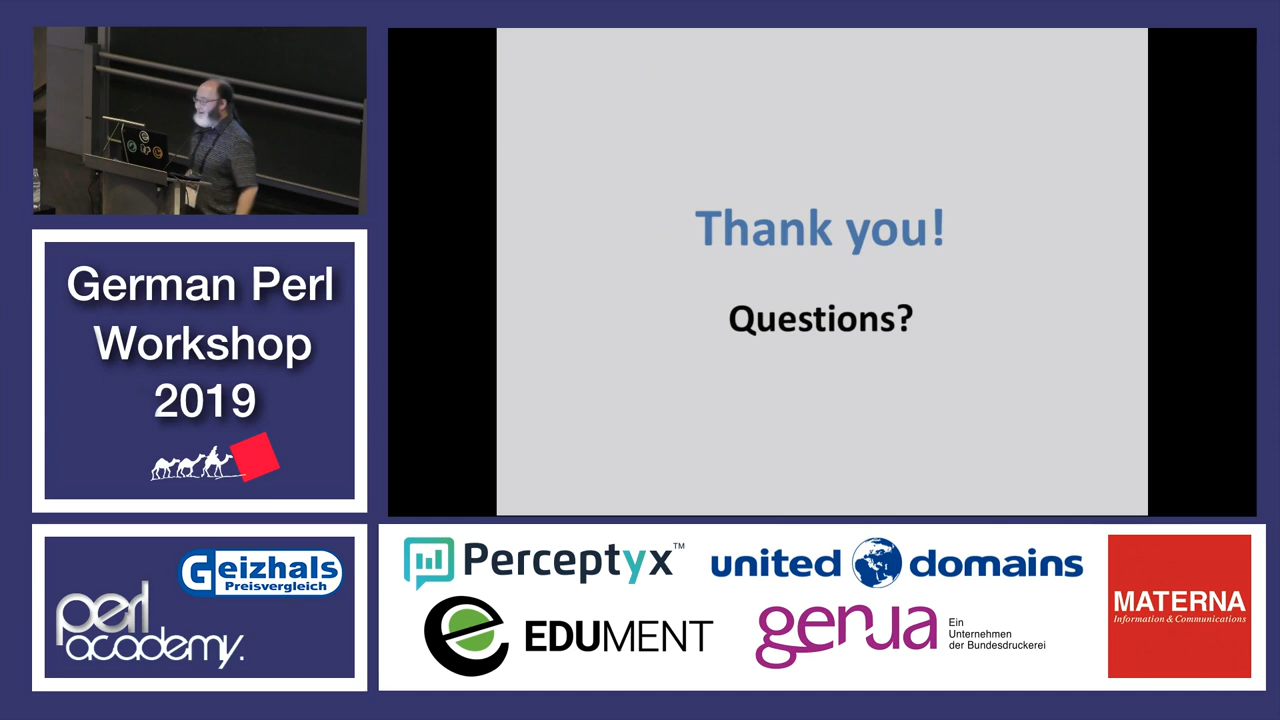 Thank you!
Questions?
German Perl
Workshop
2019
Geizhals
Preisvergleich
perl
academy.
Perceptyx™
united domains
EDUMENT
genua
Ein
Unternehmen
der Bundesdruckerei
MATERNA
Information & Communications